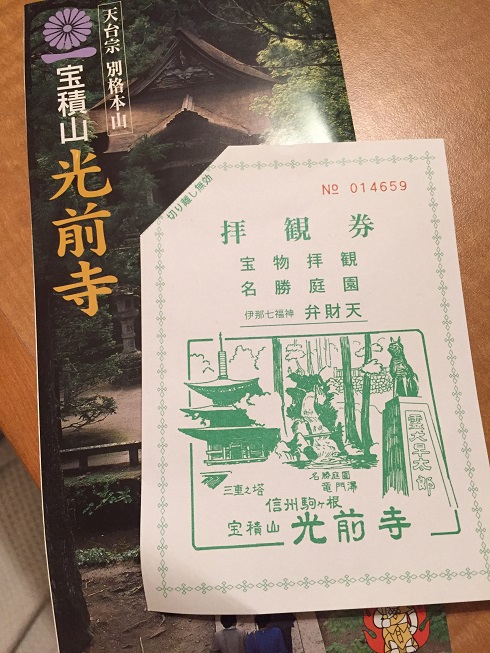 天台宗 別格本山
宝積山
光前寺
切り離し無効
№ 014659
拝観券
宝物拝観
名勝庭園
伊那七福神 弁財天
霊犬早太郎
三重之塔
名勝庭園
竜門瀑
信州駒ヶ根
宝積山 光前寺